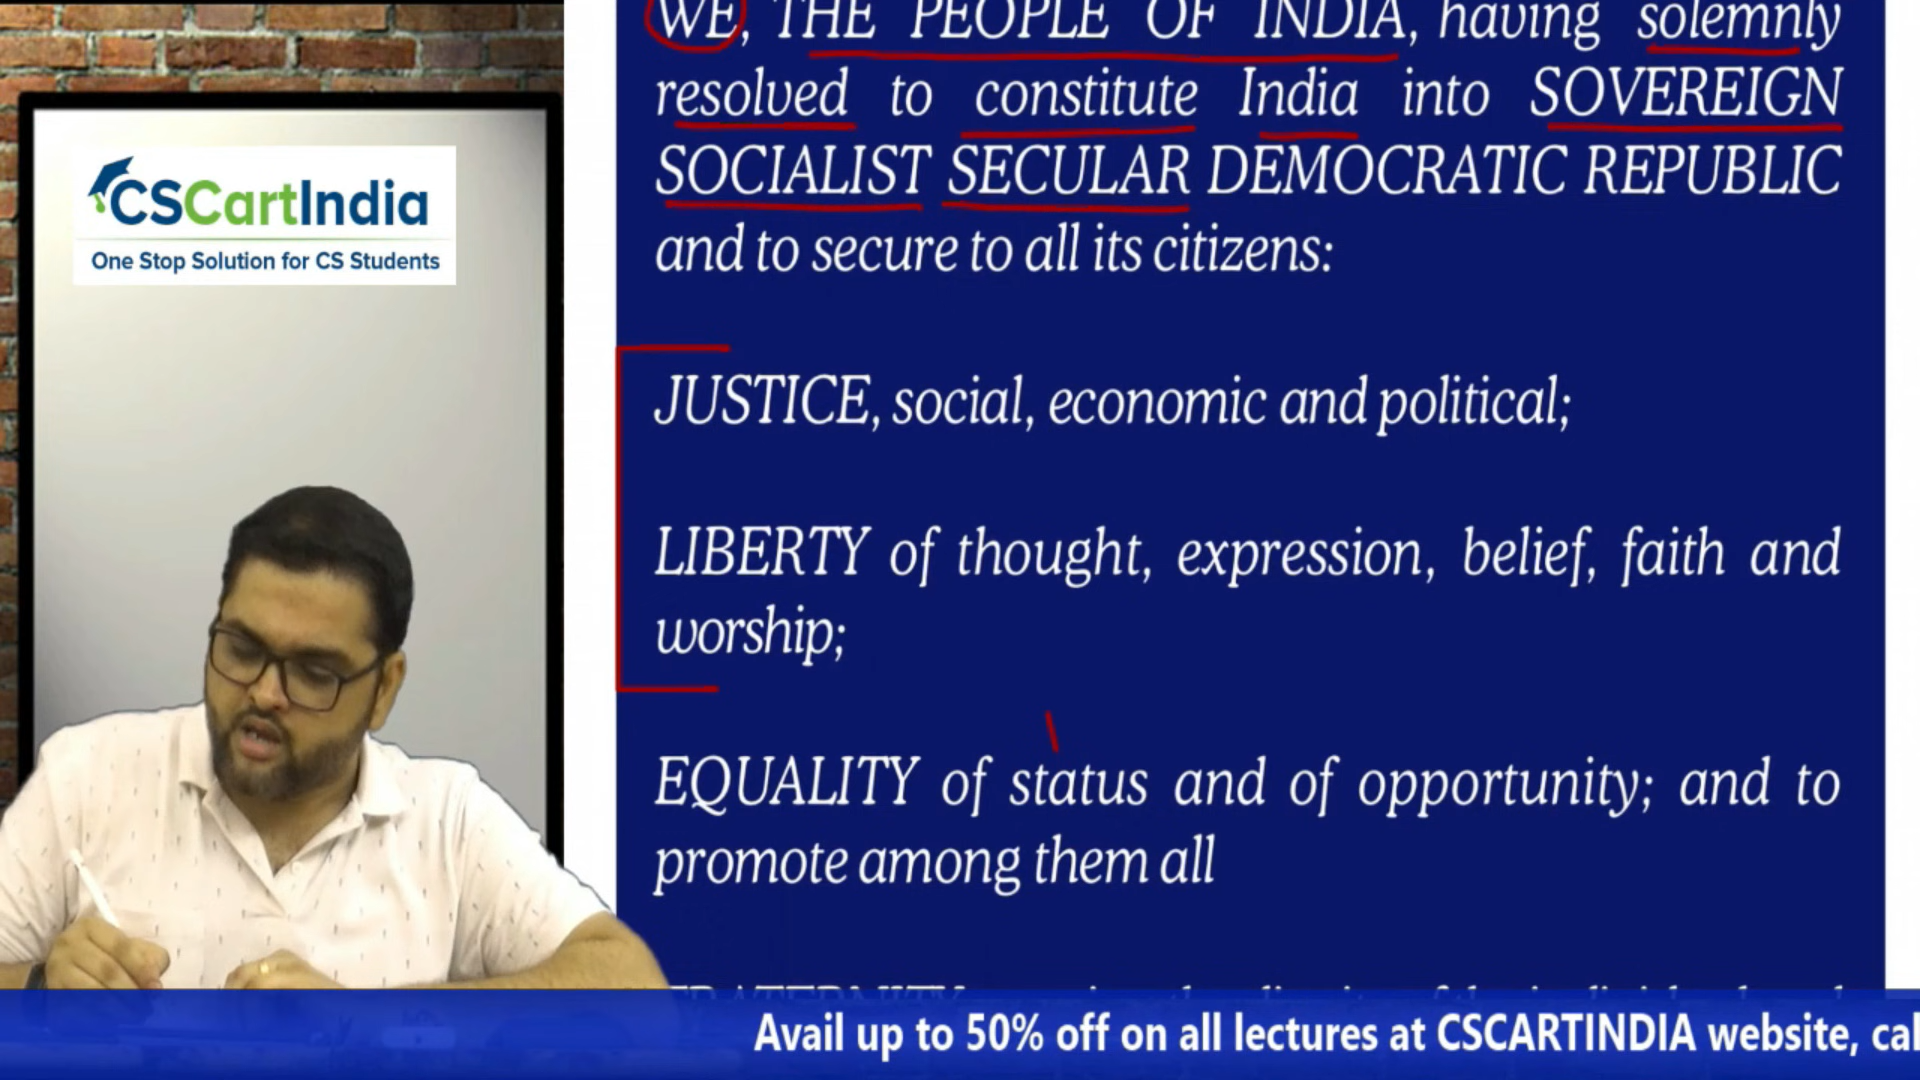 CSCartIndia
One Stop Solution for CS Students
WE, THE PEOPLE OF INDIA, having solemnly
resolved to constitute India into SOVEREIGN
SOCIALIST SECULAR DEMOCRATIC REPUBLIC
and to secure to all its citizens:
JUSTICE, social, economic and political;
LIBERTY of thought, expression, belief, faith and
worship;
EQUALITY of status and of opportunity; and to
promote among them all
Avail up to 50% off on all lectures at CSCARTINDIA website, cal